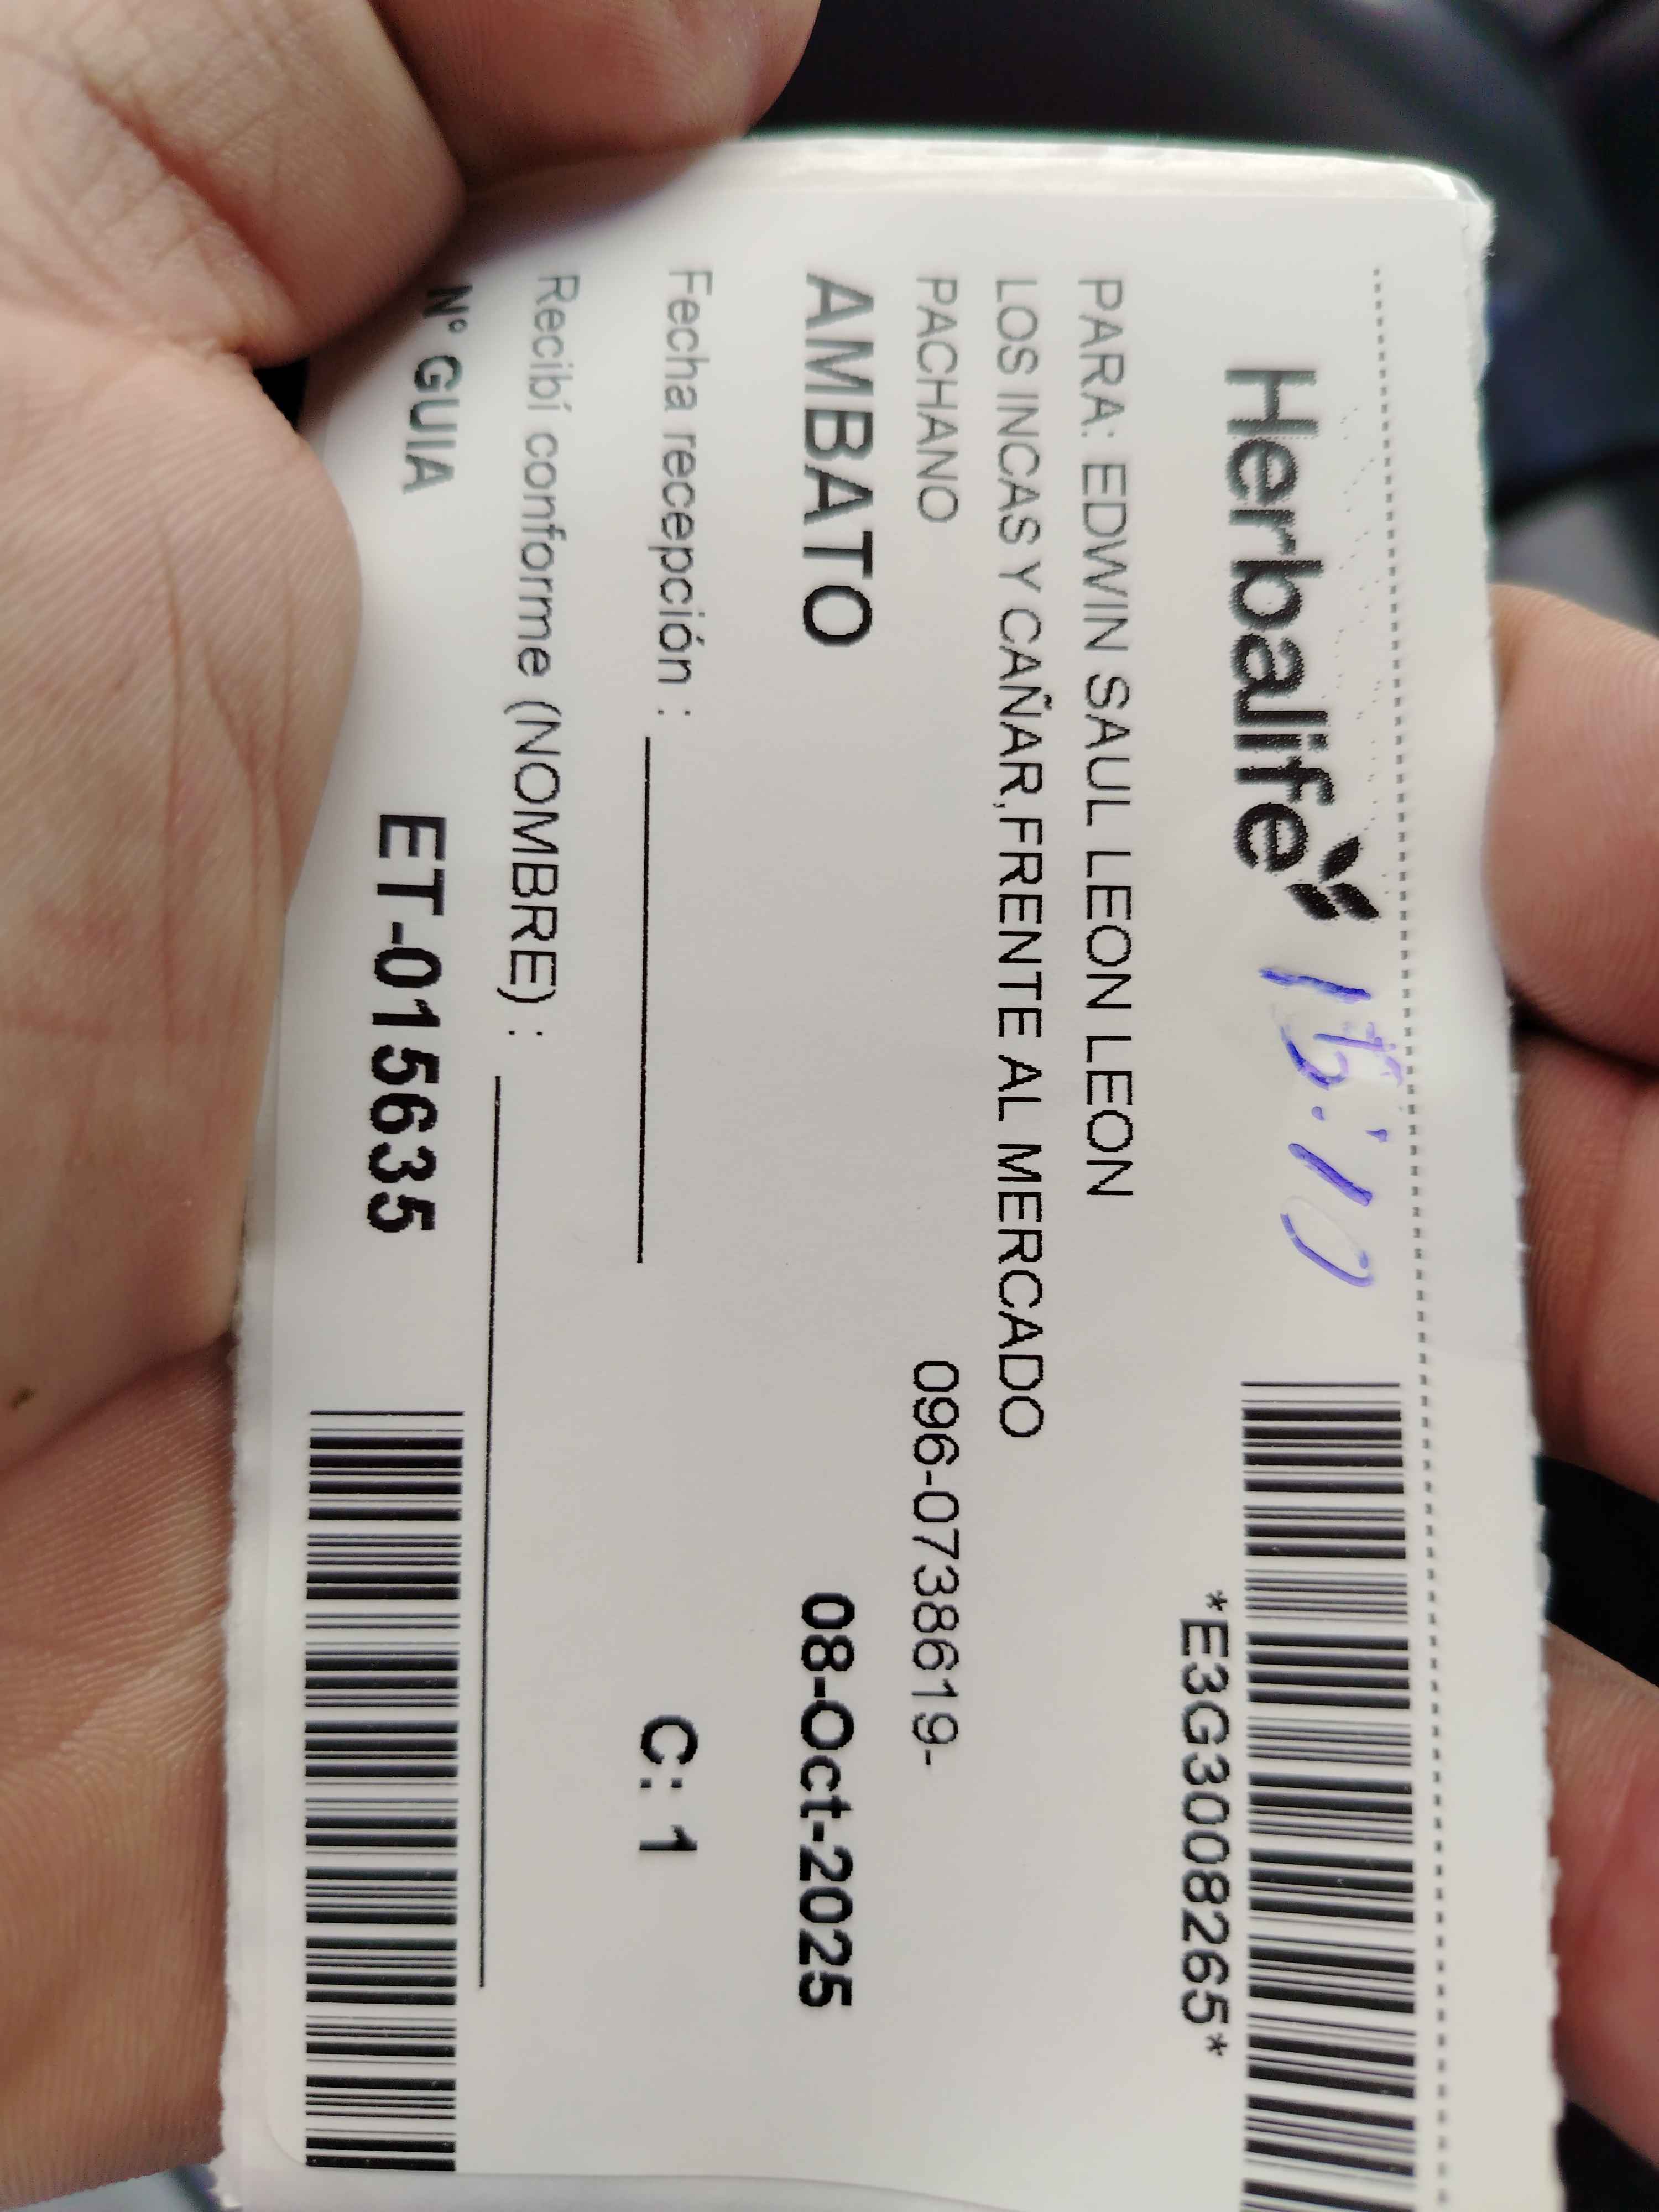 Herbalife 15:10
*E3G3008265*
PARA: EDWIN SAUL LEON LEON
LOS INCAS Y CAÑAR,FRENTE AL MERCADO
PACHANO 096-0738619-
AMBATO 08-Oct-2025
Fecha recepción : C: 1
Recibí conforme (NOMBRE) :
N° GUIA ET-015635